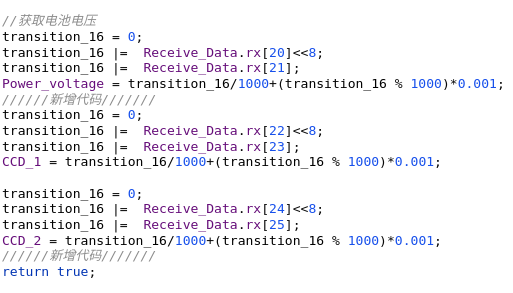 //获取电池电压
transition_16 = 0;
transition_16 |=  Receive_Data.rx[20]<<8;
transition_16 |=  Receive_Data.rx[21];
Power_voltage = transition_16/1000+(transition_16 % 1000)*0.001;
//////新增代码///////
transition_16 = 0;
transition_16 |=  Receive_Data.rx[22]<<8;
transition_16 |=  Receive_Data.rx[23];
CCD_1 = transition_16/1000+(transition_16 % 1000)*0.001;

transition_16 = 0;
transition_16 |=  Receive_Data.rx[24]<<8;
transition_16 |=  Receive_Data.rx[25];
CCD_2 = transition_16/1000+(transition_16 % 1000)*0.001;
//////新增代码///////
return true;